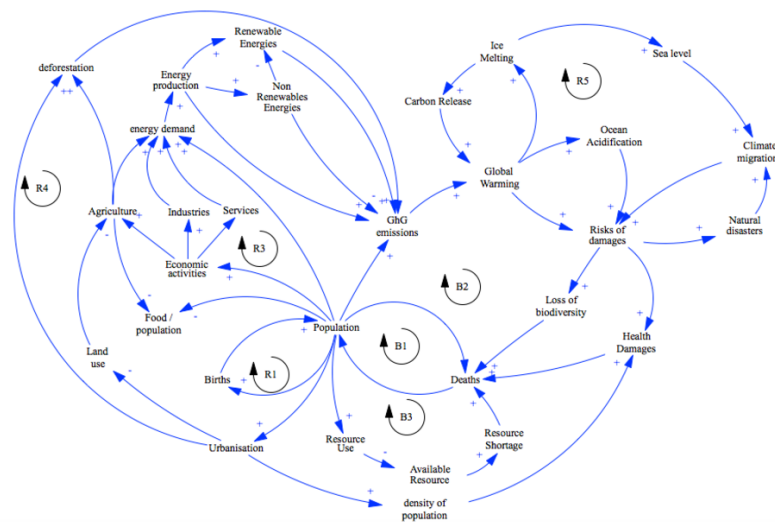 Renewable
Energies
deforestation
Energy
production
Non
Renewables
Energies
energy demand
Ice
Melting
Sea level
R5
Carbon Release
Ocean
Acidification
Climate
migration
Global
Warming
R4
Agriculture
Industries
Services
GhG
emissions
Risks of
damages
Natural
disasters
R3
Economic
activities
B2
Loss of
biodiversity
Food /
population
Population
B1
Health
Damages
Land
use
Births
R1
Deaths
B3
Urbanisation
Resource
Use
Resource
Shortage
Available
Resource
density of
population